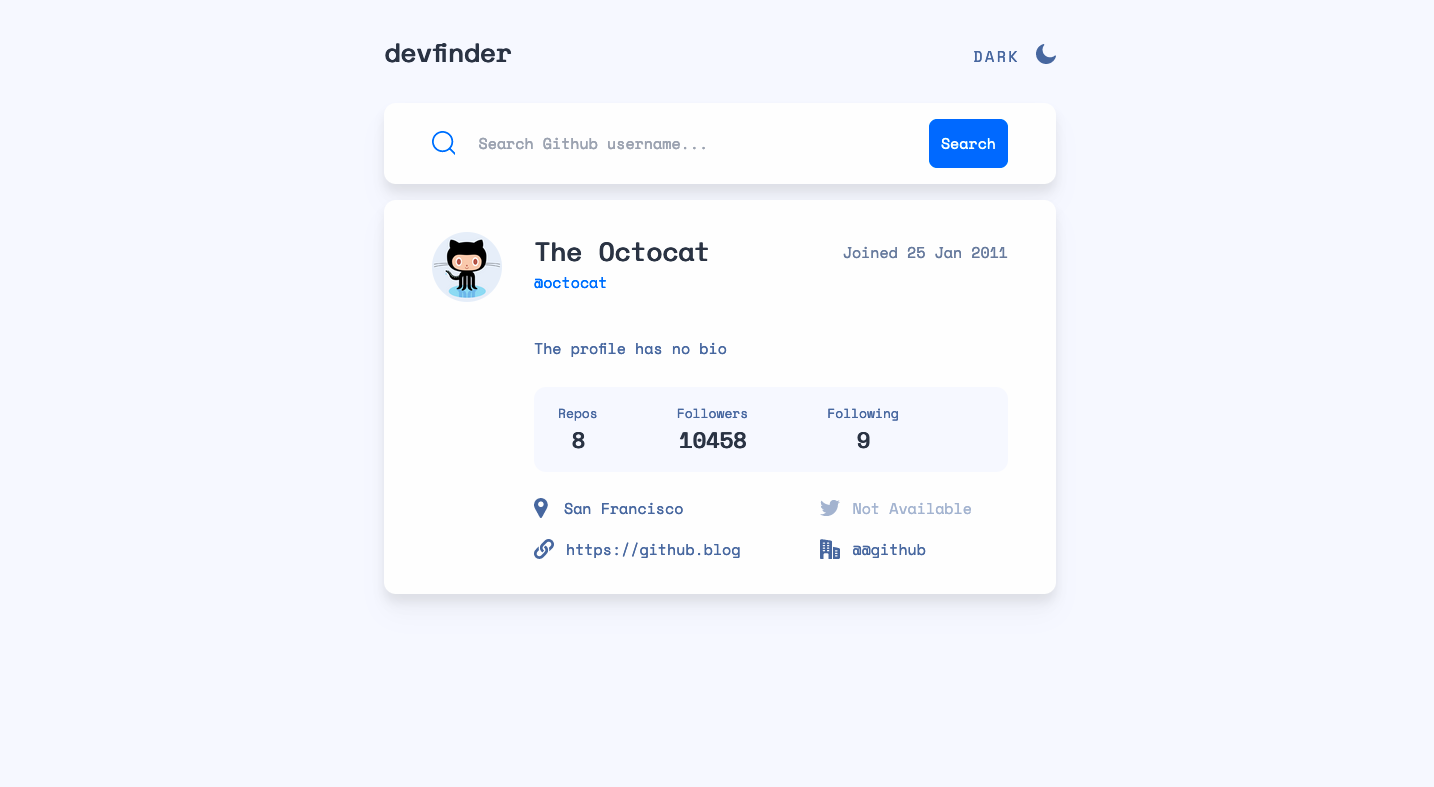 devfinder
DARK
Search Github username...
Search
The Octocat
Joined 25 Jan 2011
@octocat
The profile has no bio
Repos
Followers
Following
8
10458
9
San Francisco
Not Available
https://github.blog
@@github